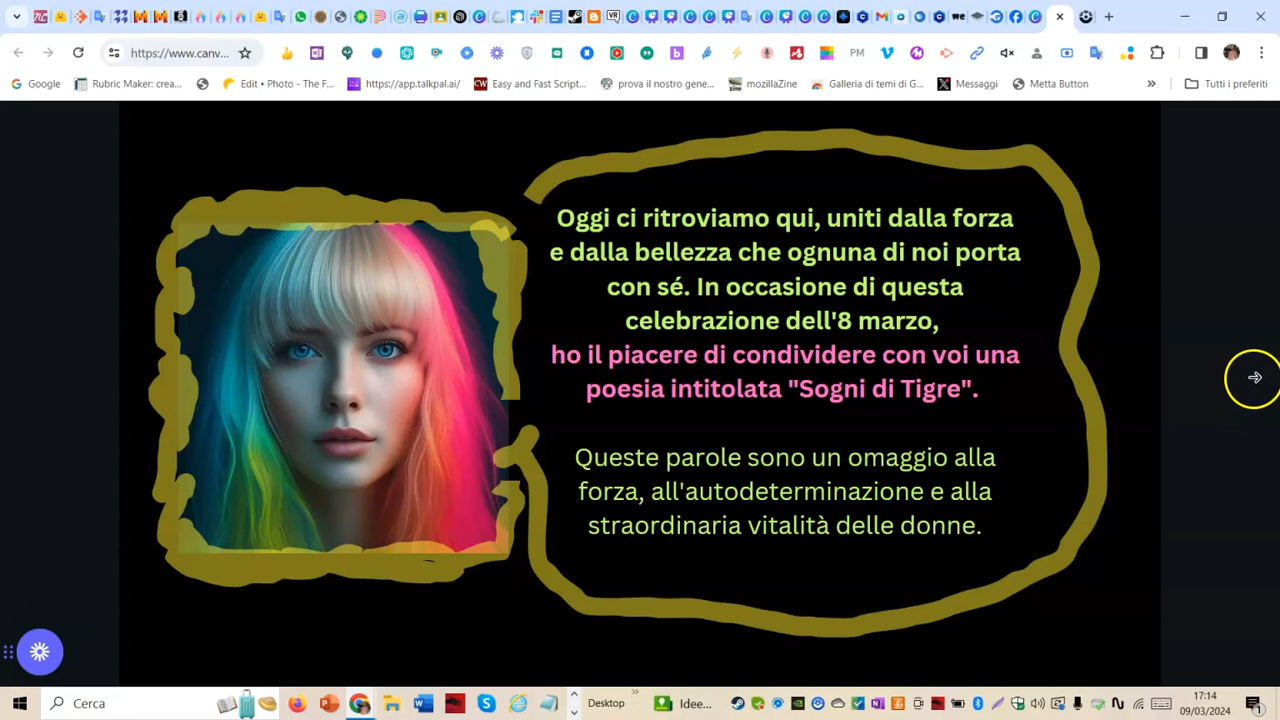 https://www.canv...
Google
Rubric Maker: crea...
Edit • Photo - The F...
https://app.talkpal.ai/
Easy and Fast Script...
prova il nostro gene...
mozillaZine
Galleria di temi di G...
Messaggi
Metta Button
»
Tutti i preferiti
Oggi ci ritroviamo qui, uniti dalla forza
e dalla bellezza che ognuna di noi porta
con sé. In occasione di questa
celebrazione dell'8 marzo,
ho il piacere di condividere con voi una
poesia intitolata "Sogni di Tigre".
Queste parole sono un omaggio alla
forza, all'autodeterminazione e alla
straordinaria vitalità delle donne.
Cerca
Desktop
Idee...
17:14
09/03/2024